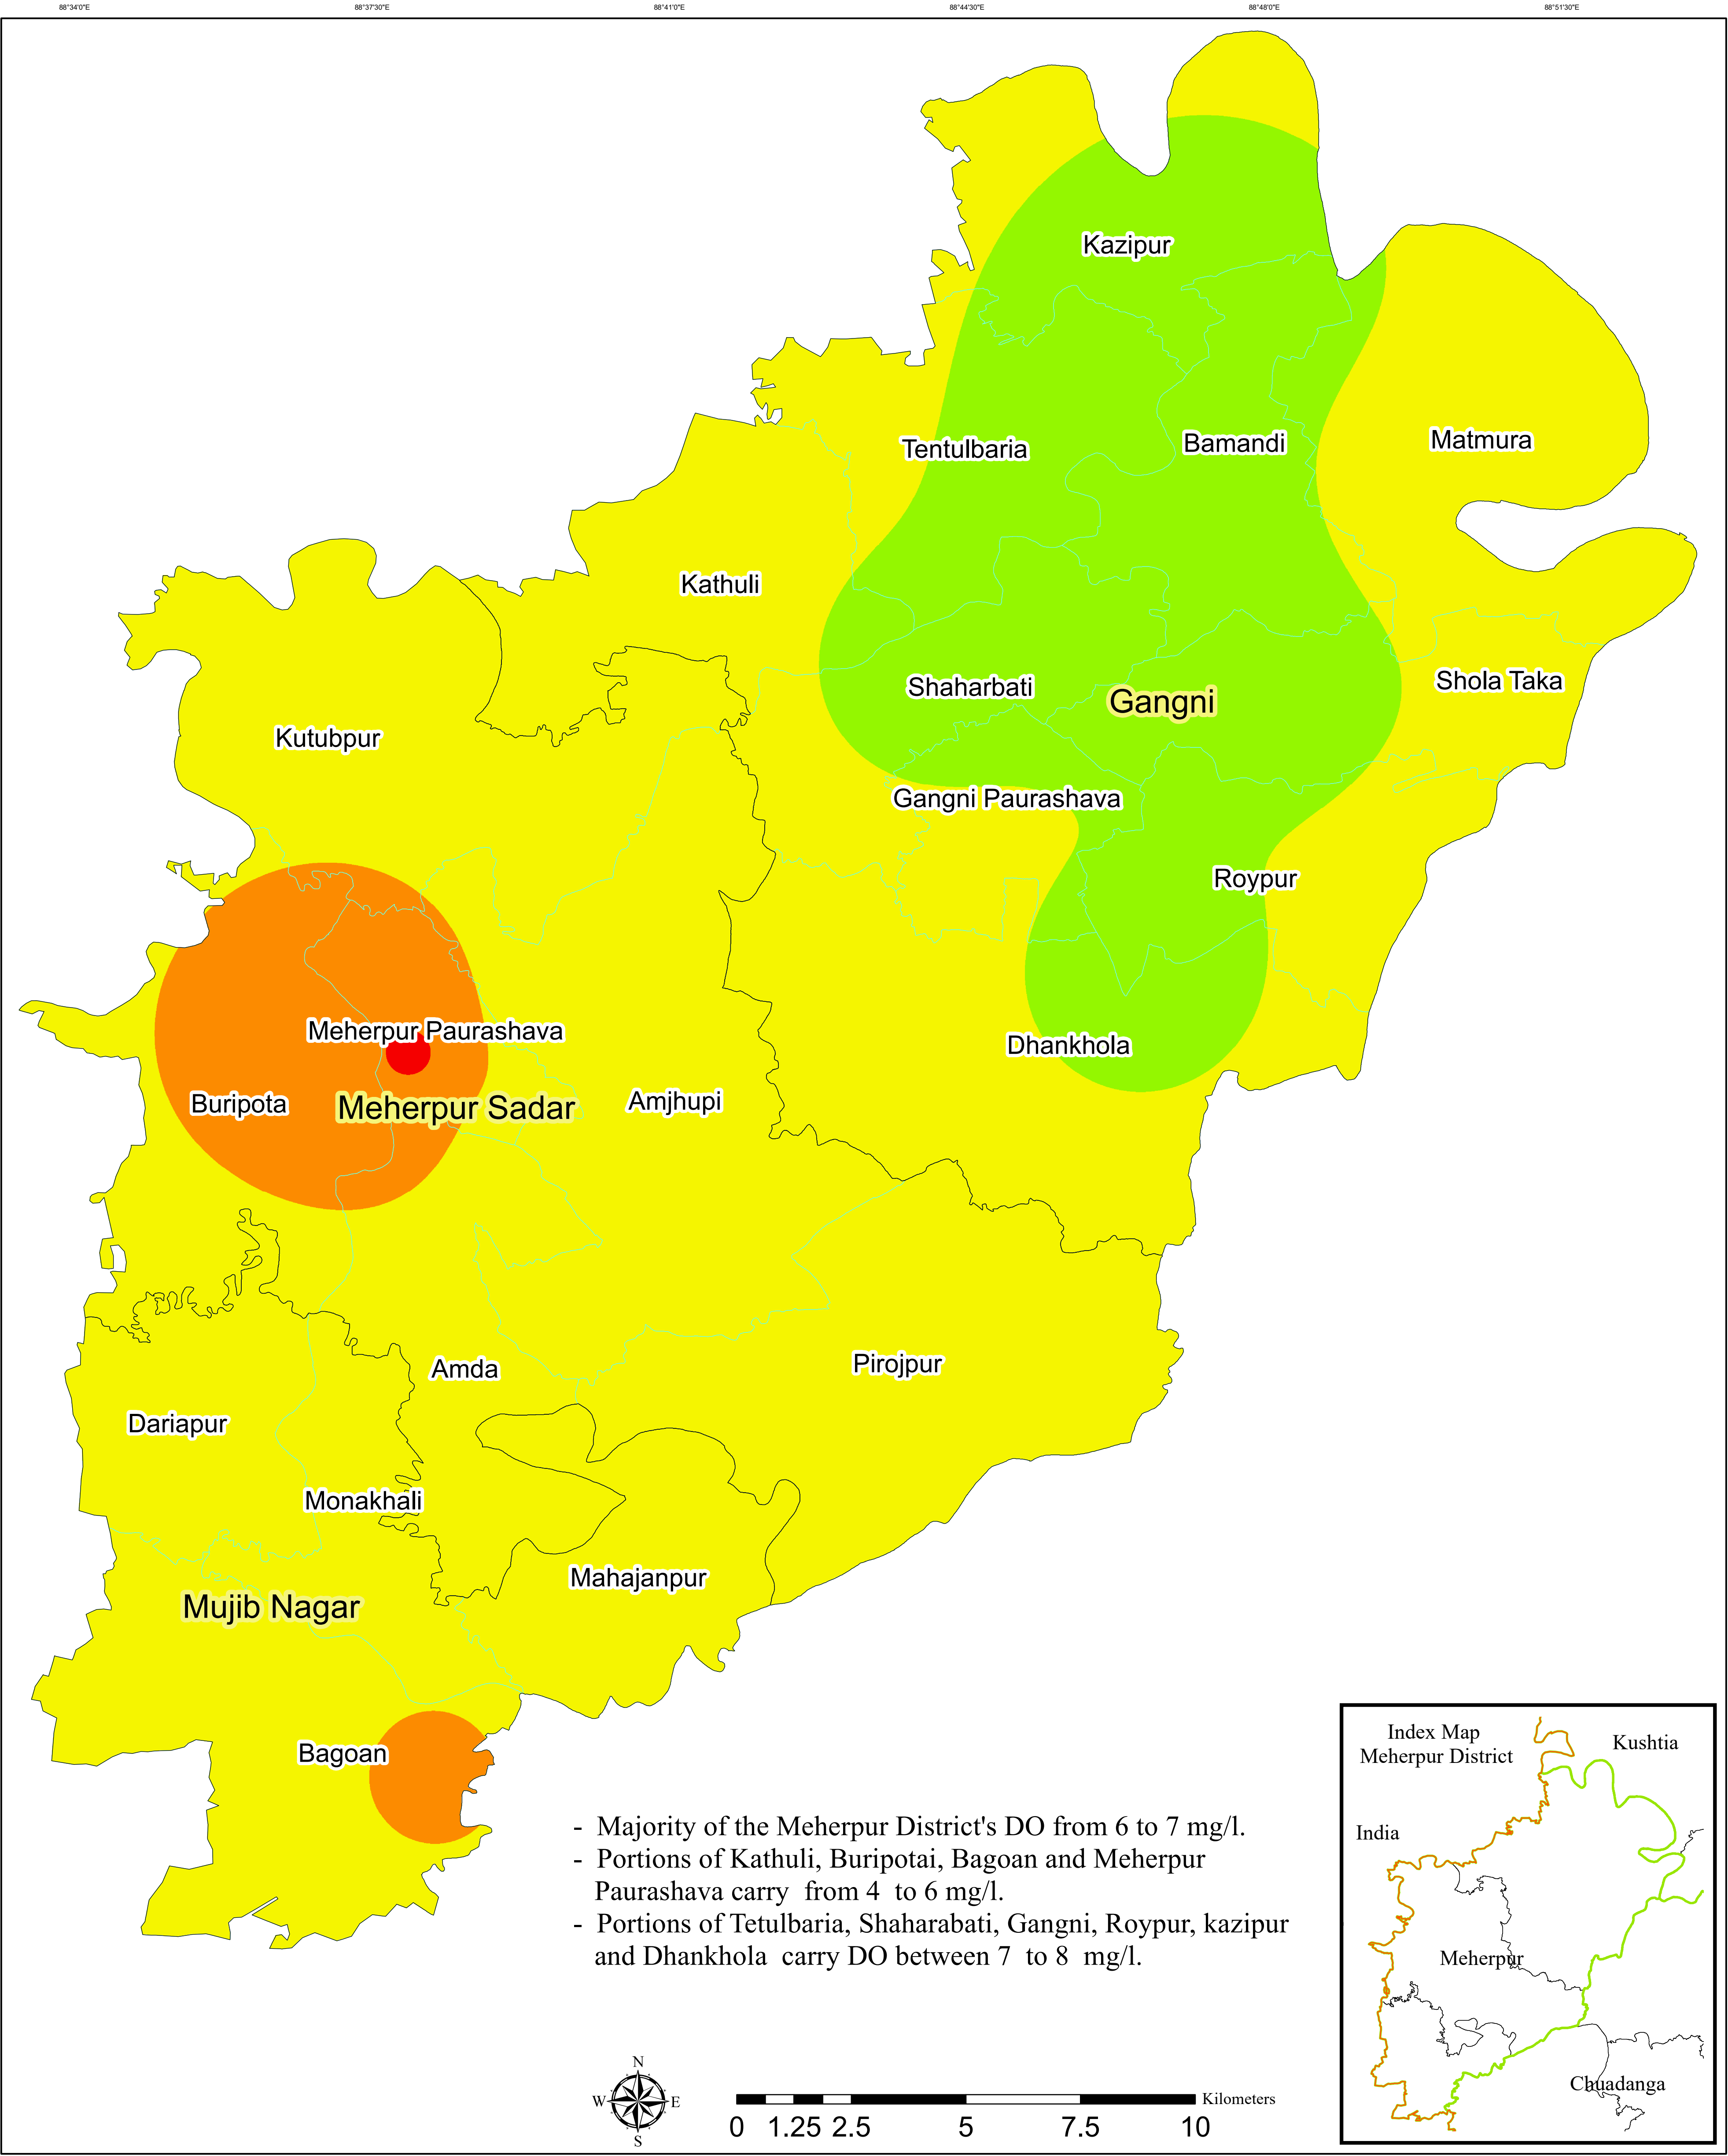 88°34'0"E 88°37'30"E 88°41'0"E 88°44'30"E 88°48'0"E 88°51'30"E
Kazipur
Tentulbaria
Bamandi
Matmura
Kathuli
Shaharbati
Gangni
Shola Taka
Kutubpur
Gangni Paurashava
Roypur
Meherpur Paurashava
Dhankhola
Buripota
Meherpur Sadar
Amjhupi
Amda
Pirojpur
Dariapur
Monakhali
Mahajanpur
Mujib Nagar
Bagoan
- Majority of the Meherpur District's DO from 6 to 7 mg/l.
- Portions of Kathuli, Buripotai, Bagoan and Meherpur
Paurashava carry from 4 to 6 mg/l.
- Portions of Tetulbaria, Shaharabati, Gangni, Roypur, kazipur
and Dhankhola carry DO between 7 to 8 mg/l.
N
W E
S
Kilometers
0 1.25 2.5 5 7.5 10
Index Map
Meherpur District
Kushtia
India
Meherpur
Chuadanga